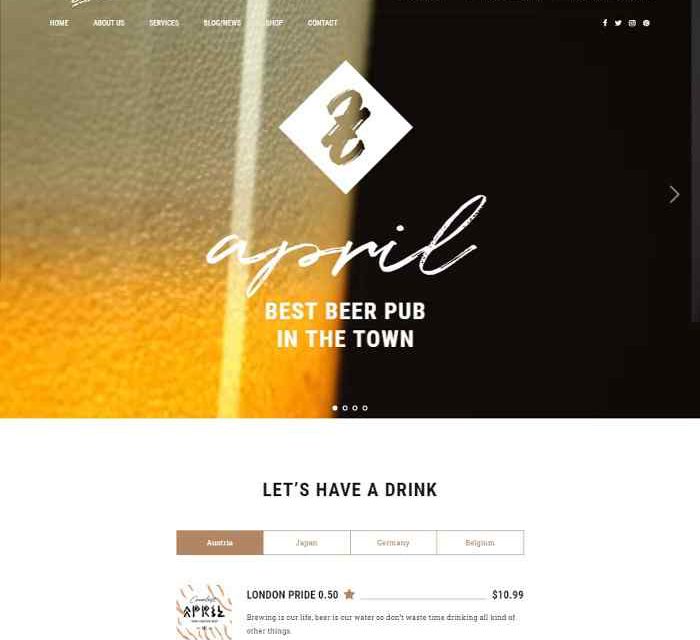 HOME ABOUT US SERVICES BLOG/NEWS SHOP CONTACT
april
BEST BEER PUB
IN THE TOWN
LET'S HAVE A DRINK
Austria Japan Germany Belgium
LONDON PRIDE 0.50 $10.99
APRIL
Brewing is our life, beer is our water so don't waste time drinking all kind of
other things.